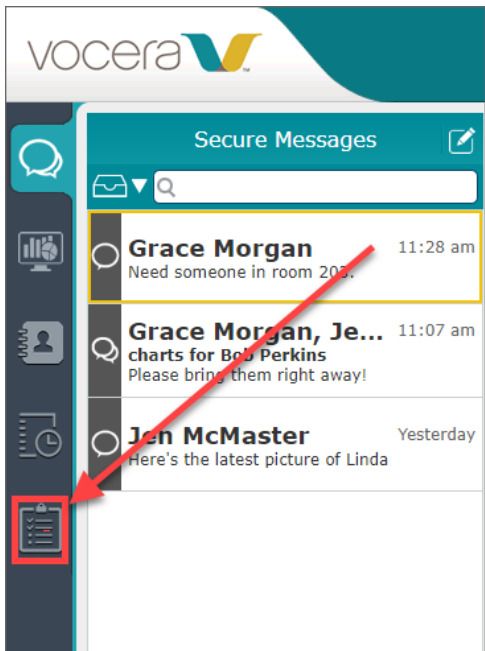 vocera
Secure Messages
Grace Morgan 11:28 am
Need someone in room 203.
Grace Morgan, Je... 11:07 am
charts for Bob Perkins
Please bring them right away!
Jen McMaster Yesterday
Here's the latest picture of Linda